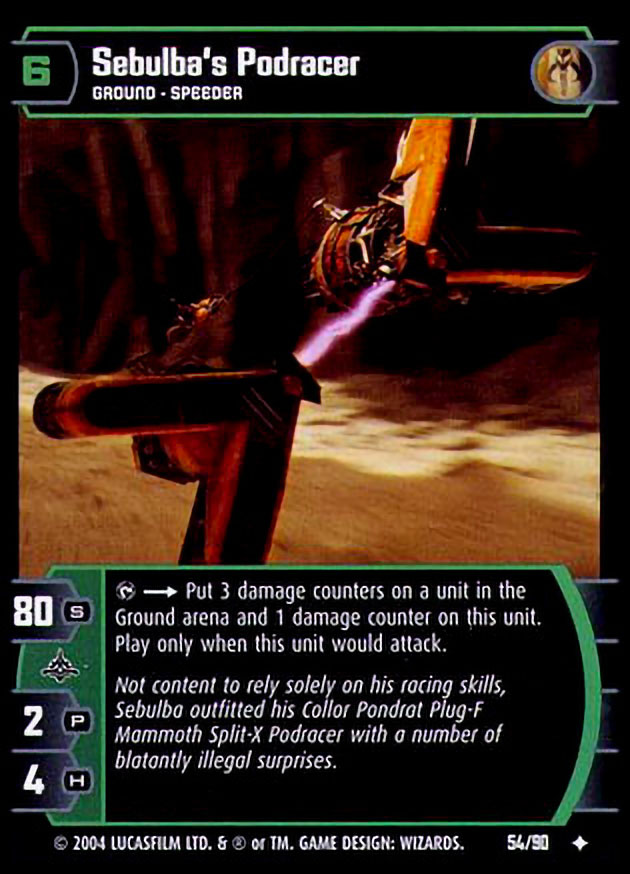 6
Sebulba's Podracer
GROUND - SPEEDER
80 S
2 P
4 H
Put 3 damage counters on a unit in the
Ground arena and 1 damage counter on this unit.
Play only when this unit would attack.
Not content to rely solely on his racing skills,
Sebulba outfitted his Collor Pondrat Plug-F
Mammoth Split-X Podracer with a number of
blatantly illegal surprises.
© 2004 LUCASFILM LTD. & ® or TM. GAME DESIGN: WIZARDS. 54/90